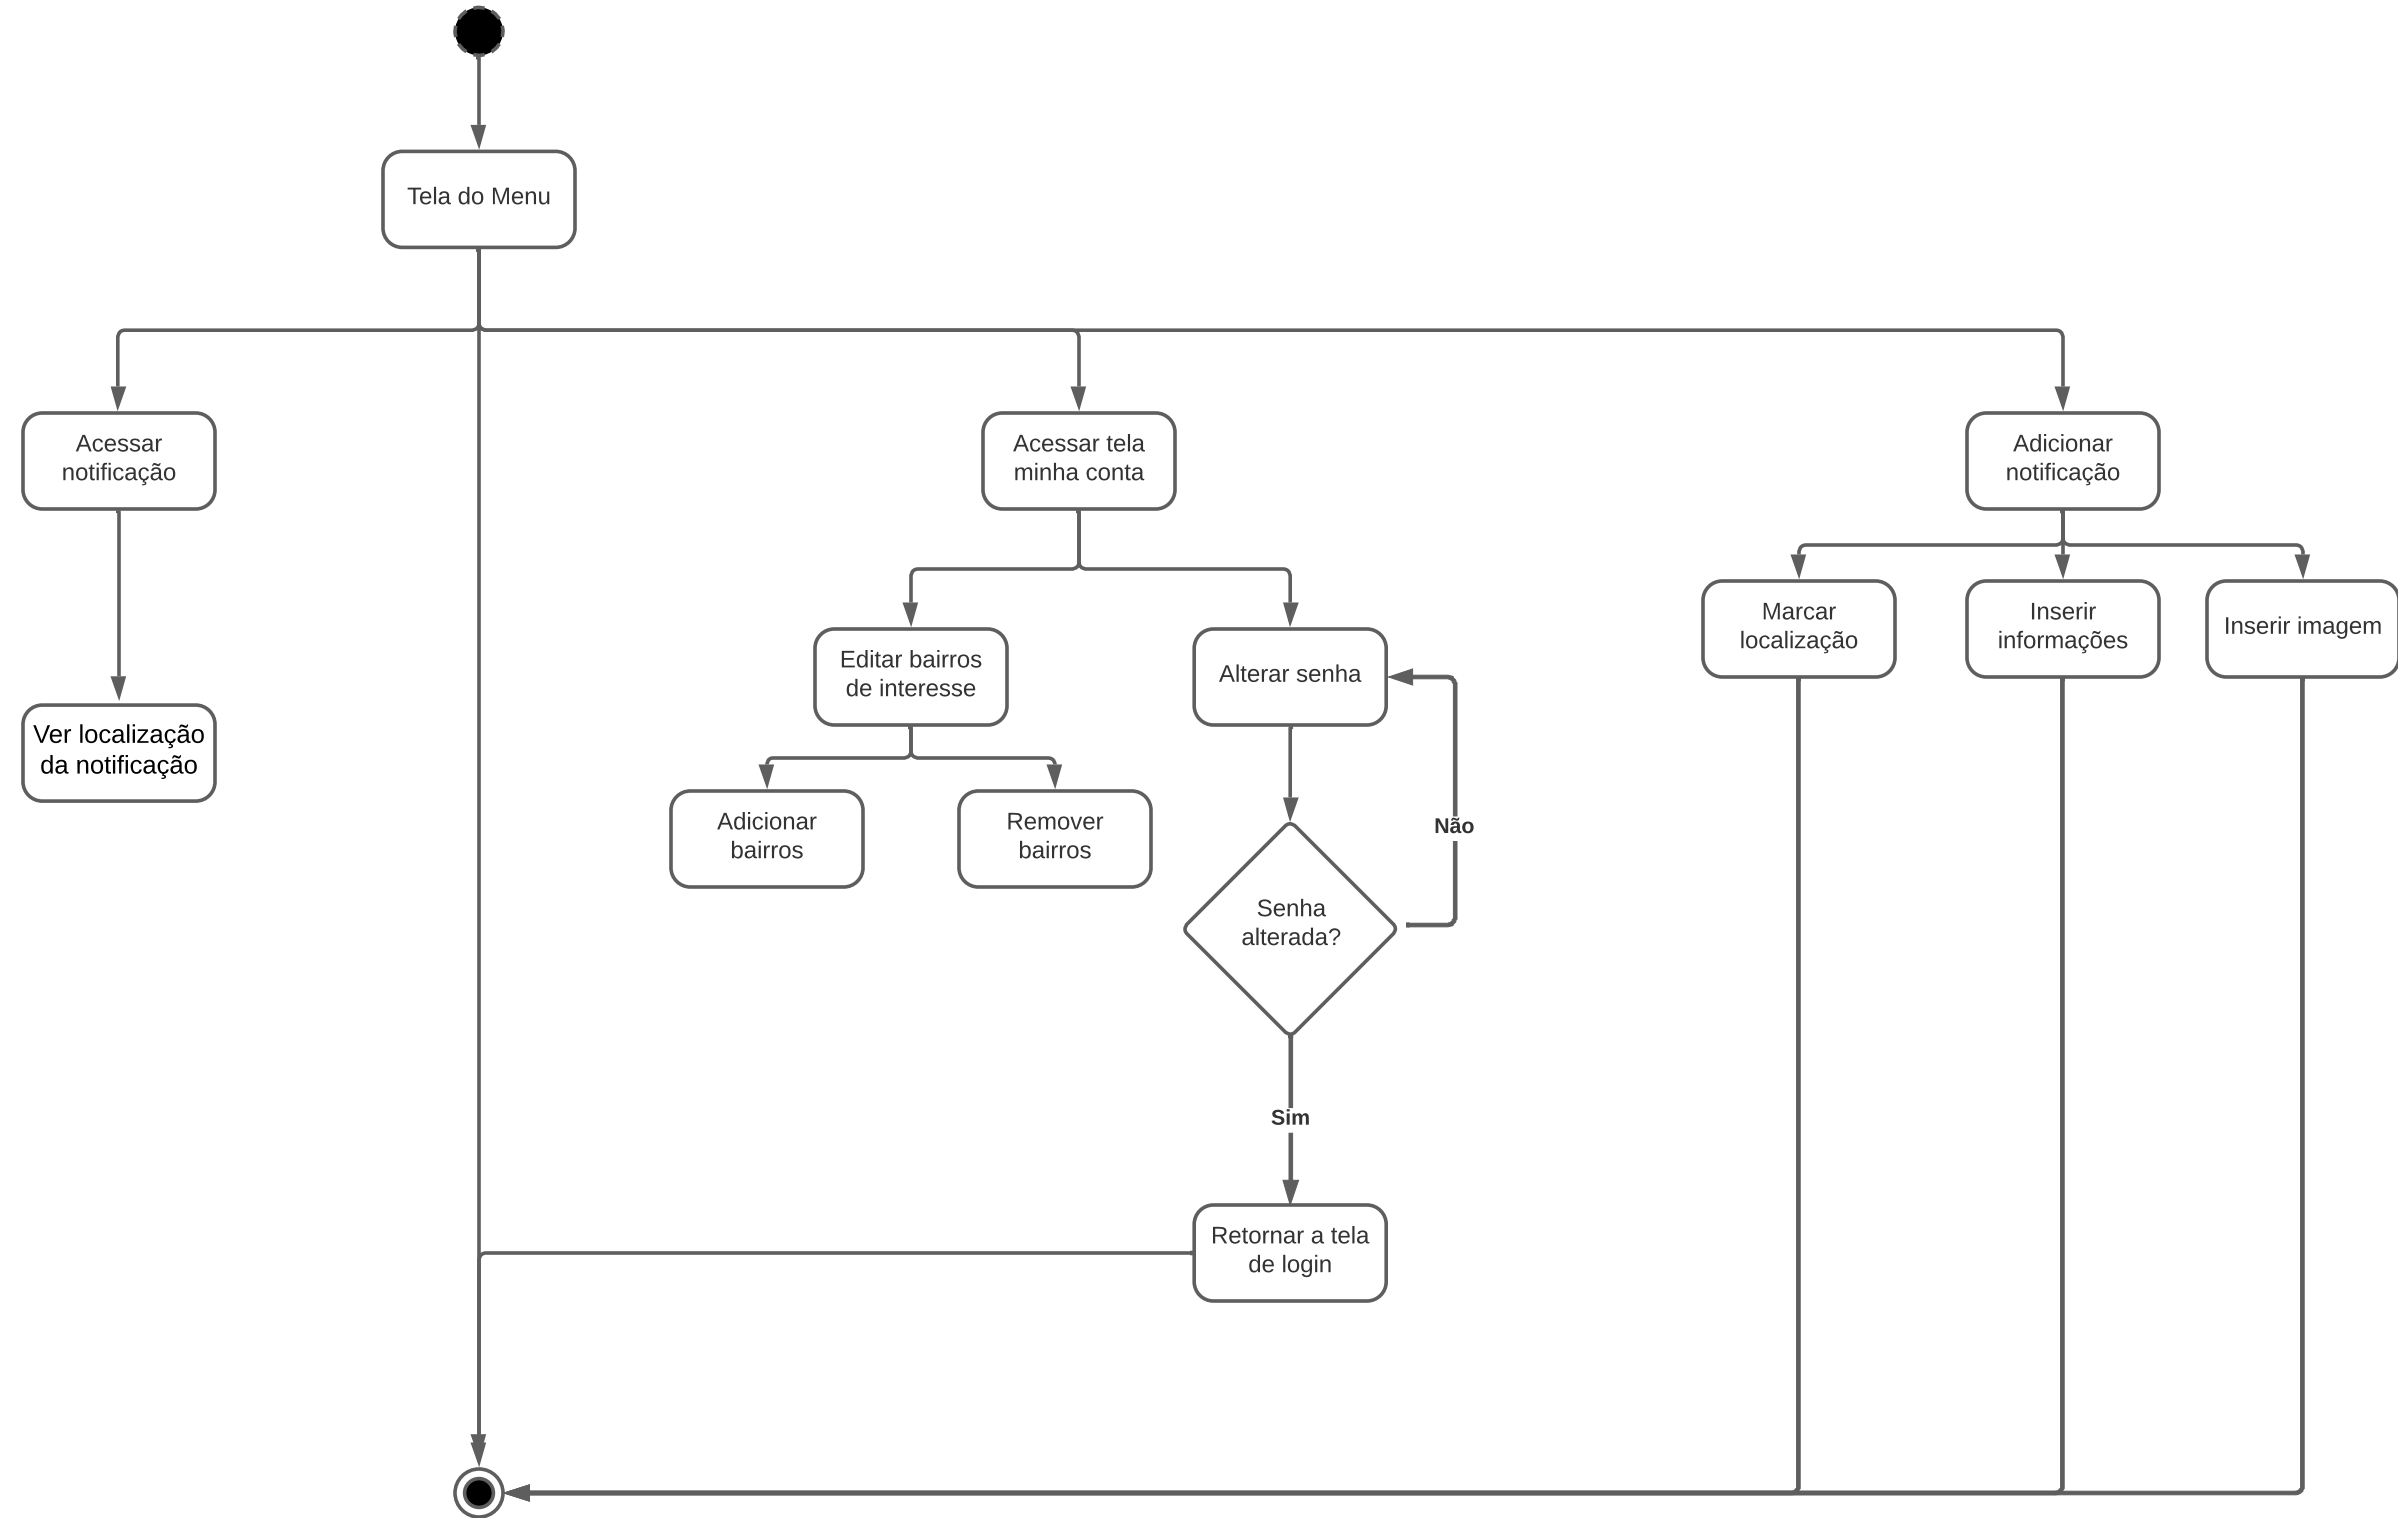 Tela do Menu
Acessar
notificação
Acessar tela
minha conta
Adicionar
notificação
Marcar
localização
Inserir
informações
Inserir imagem
Editar bairros
de interesse
Alterar senha
Ver localização
da notificação
Adicionar
bairros
Remover
bairros
Não
Senha
alterada?
Sim
Retornar a tela
de login